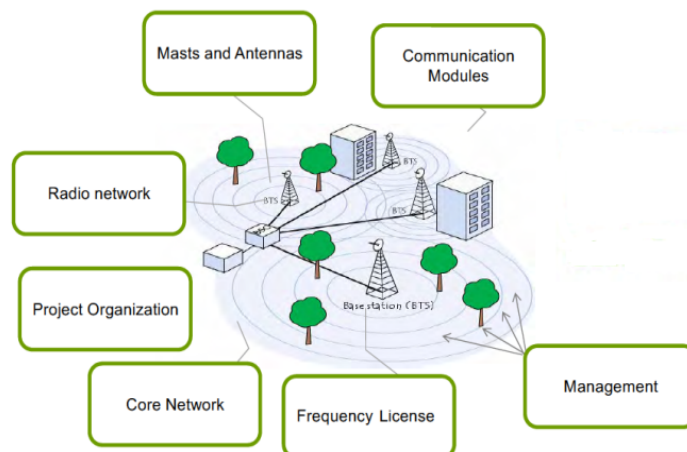 Masts and Antennas
Communication
Modules
BTS
Radio network
BTS
BTS
Project Organization
Base station (BTS)
Management
Core Network
Frequency License